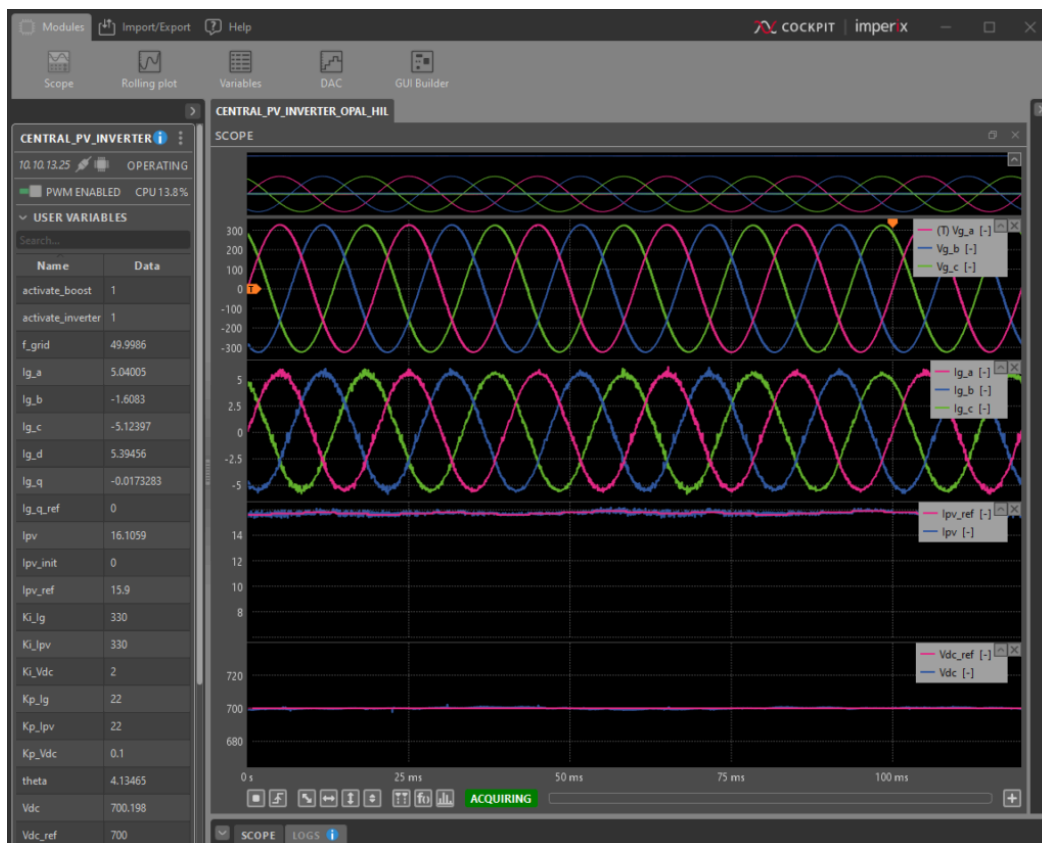 Modules Import/Export Help COCKPIT imperix
Scope Rolling plot Variables DAC GUI Builder
CENTRAL_PV_INVERTER
10.10.13.25 OPERATING
PWM ENABLED CPU 13.8%
USER VARIABLES
Search...
Name Data
activate_boost 1
activate_inverter 1
f_grid 49.9986
Ig_a 5.04005
Ig_b -1.6083
Ig_c -5.12397
Ig_d 5.39456
Ig_q -0.0173283
Ig_q_ref 0
Ipv 16.1059
Ipv_init 0
Ipv_ref 15.9
Ki_Ig 330
Ki_Ipv 330
Ki_Vdc 2
Kp_Ig 22
Kp_Ipv 22
Kp_Vdc 0.1
theta 4.13465
Vdc 700.198
Vdc_ref 700
CENTRAL_PV_INVERTER_OPAL_HIL
SCOPE
300
200
100
0
-100
-200
-300
T
(T) Vg_a [-]
Vg_b [-]
Vg_c [-]
5
2.5
0
-2.5
-5
Ig_a [-]
Ig_b [-]
Ig_c [-]
14
12
10
8
Ipv_ref [-]
Ipv [-]
720
700
680
Vdc_ref [-]
Vdc [-]
0 s 25 ms 50 ms 75 ms 100 ms
f() ACQUIRING
SCOPE LOGS